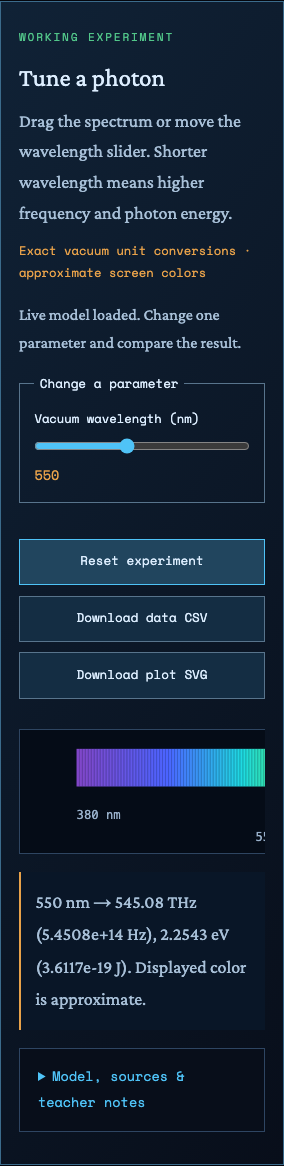 WORKING EXPERIMENT
Tune a photon
Drag the spectrum or move the
wavelength slider. Shorter
wavelength means higher
frequency and photon energy.
Exact vacuum unit conversions ·
approximate screen colors
Live model loaded. Change one
parameter and compare the result.
Change a parameter
Vacuum wavelength (nm)
550
Reset experiment
Download data CSV
Download plot SVG
380 nm
550 nm → 545.08 THz
(5.4508e+14 Hz), 2.2543 eV
(3.6117e-19 J). Displayed color
is approximate.
▶ Model, sources &
teacher notes